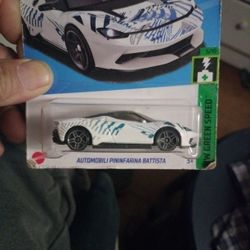 HW GREEN SPEED
AUTOMOBILI PININFARINA BATTISTA